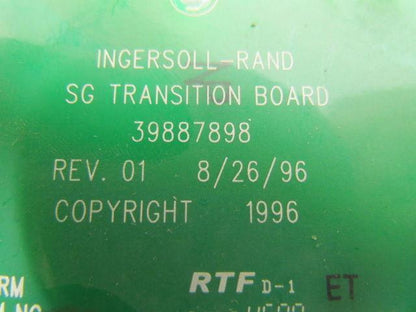 INGERSOLL-RAND
SG TRANSITION BOARD
39887898
REV. 01 8/26/96
COPYRIGHT 1996
RTF D-1 ET